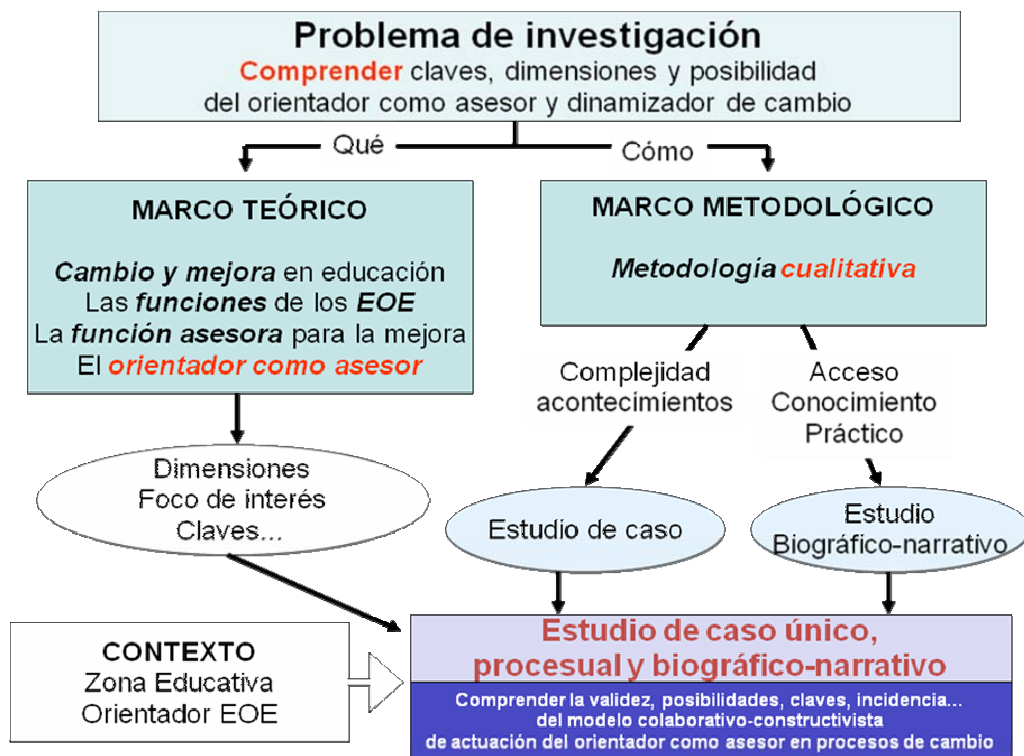 Problema de investigación
Comprender claves, dimensiones y posibilidad
del orientador como asesor y dinamizador de cambio
Qué
Cómo
MARCO TEÓRICO
Cambio y mejora en educación
Las funciones de los EOE
La función asesora para la mejora
El orientador como asesor
MARCO METODOLÓGICO
Metodología cualitativa
Complejidad
acontecimientos
Acceso
Conocimiento
Práctico
Dimensiones
Foco de interés
Claves...
Estudio de caso
Estudio
Biográfico-narrativo
CONTEXTO
Zona Educativa
Orientador EOE
Estudio de caso único,
procesual y biográfico-narrativo
Comprender la validez, posibilidades, claves, incidencia...
del modelo colaborativo-constructivista
de actuación del orientador como asesor en procesos de cambio